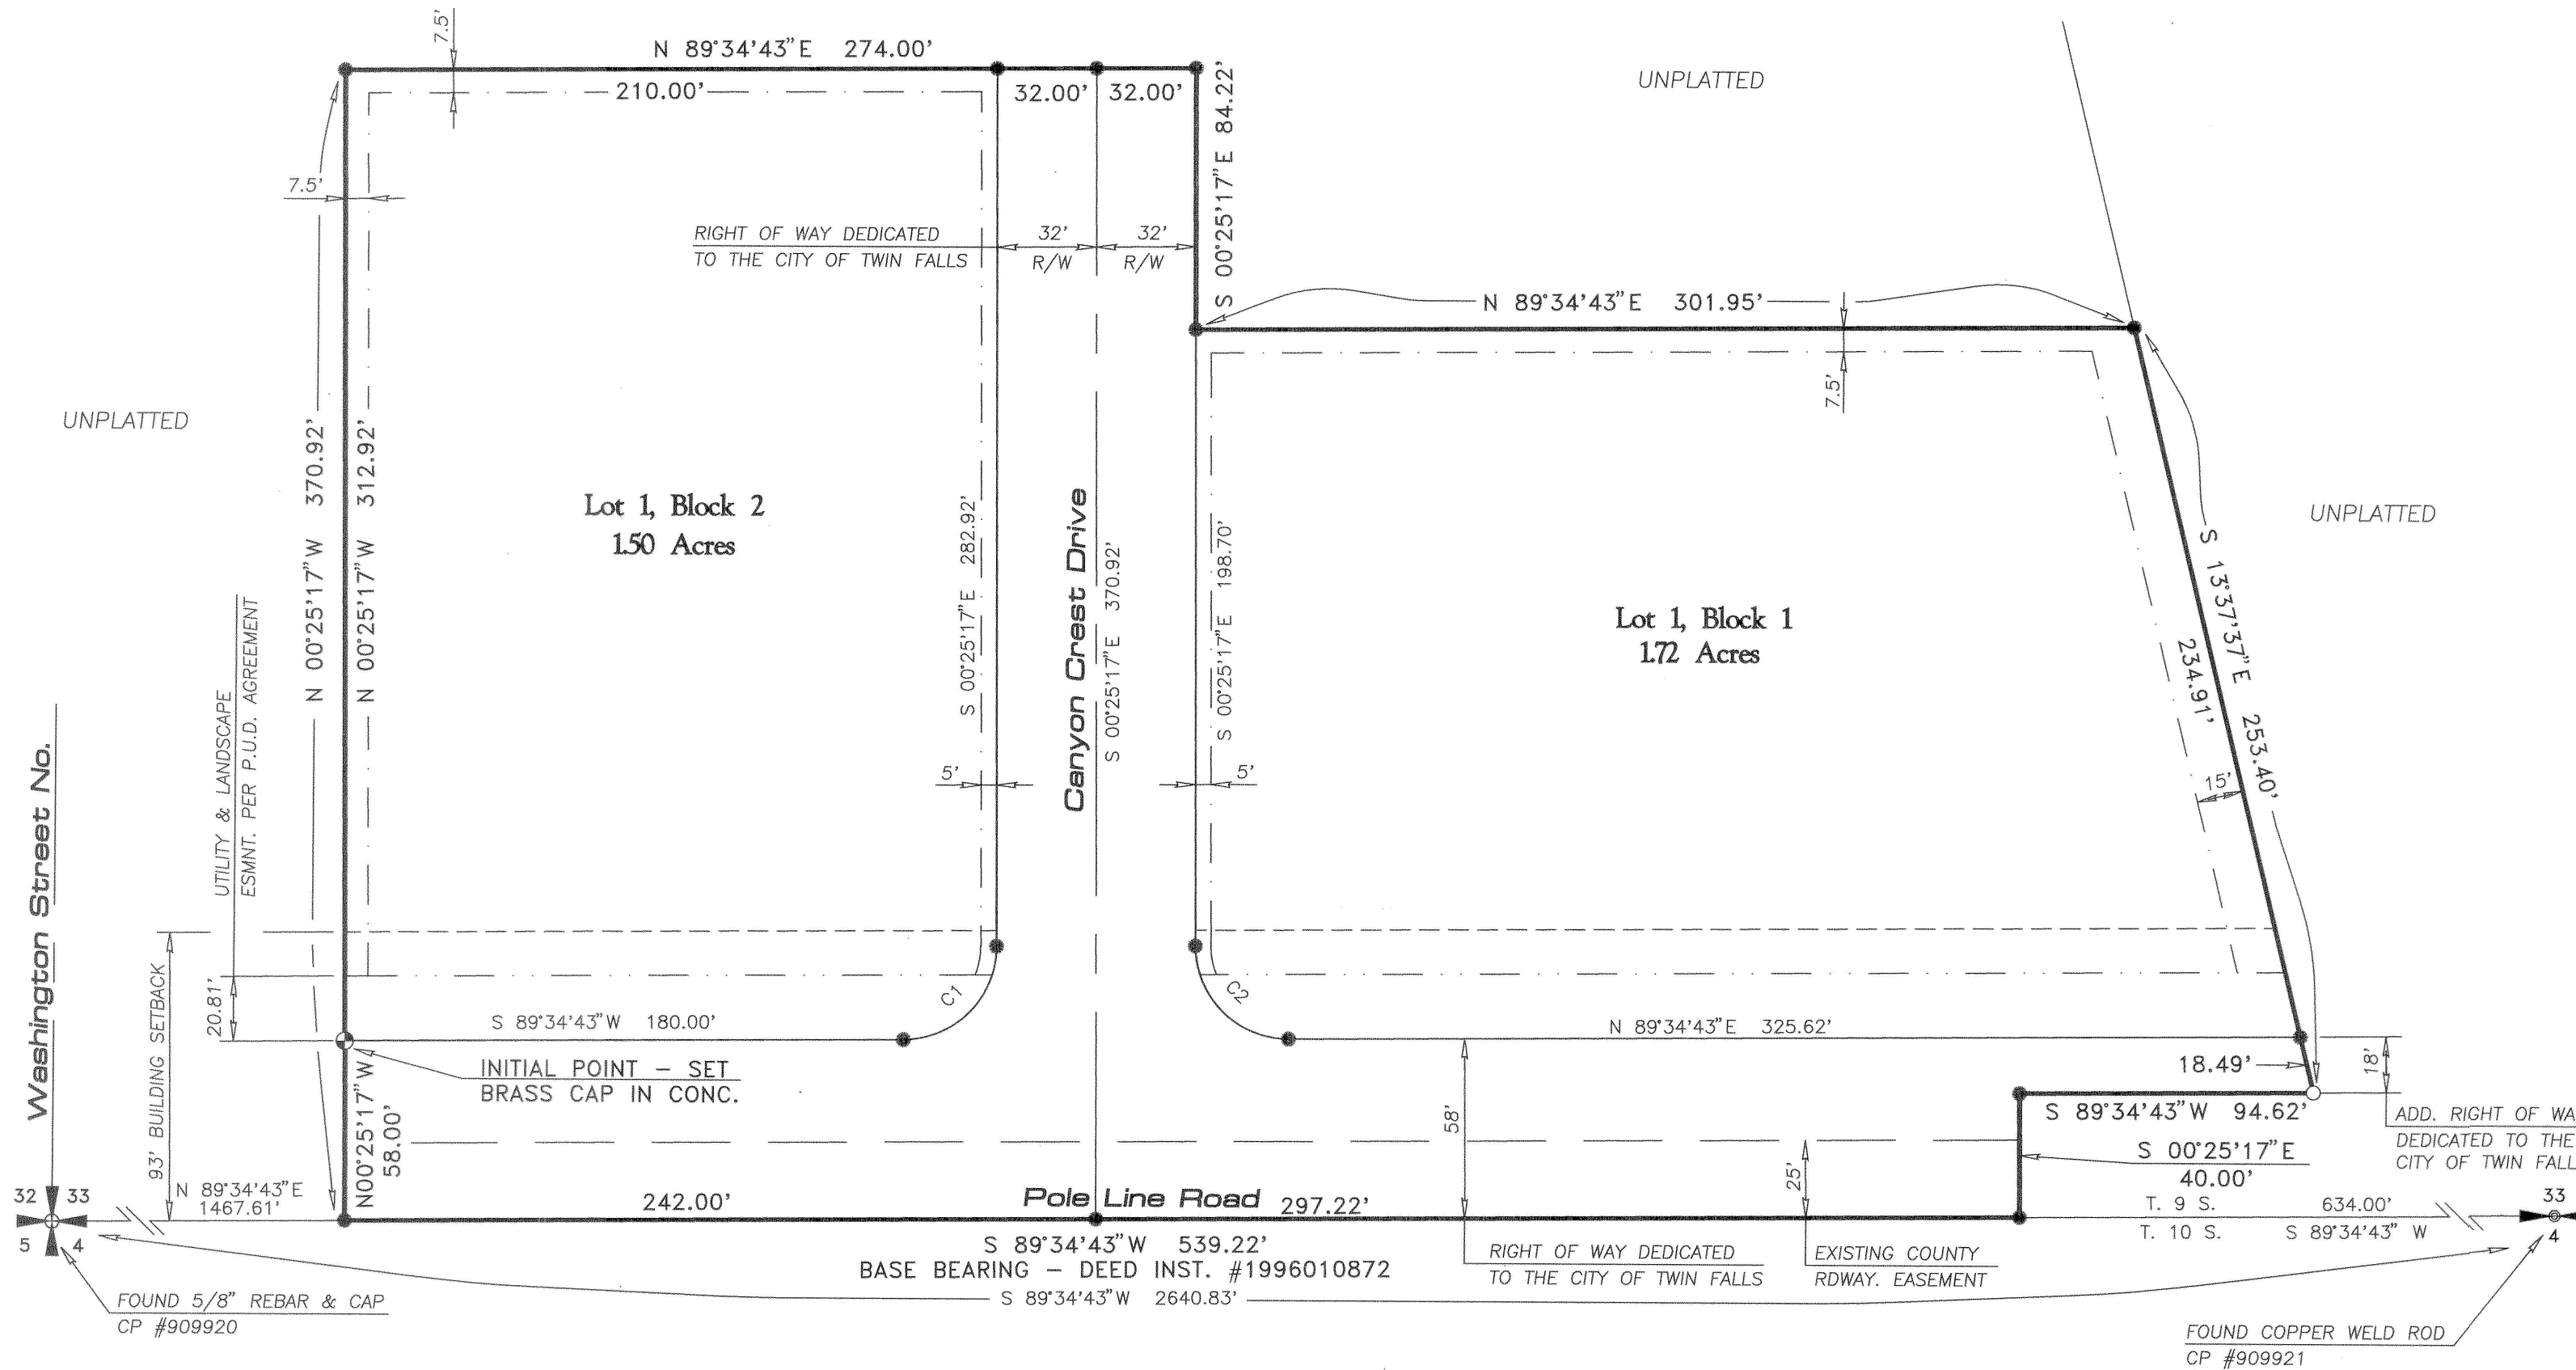 7.5'
N 89°34'43"E 274.00'
210.00'
32.00' 32.00'
S 00°25'17"E 84.22'
UNPLATTED
7.5'
RIGHT OF WAY DEDICATED
TO THE CITY OF TWIN FALLS
32'
R/W
32'
R/W
N 89°34'43"E 301.95'
7.5'
UNPLATTED
N 00°25'17"W 370.92'
N 00°25'17"W 312.92'
Lot 1, Block 2
1.50 Acres
S 00°25'17"E 282.92'
Canyon Crest Drive
S 00°25'17"E 370.92'
S 00°25'17"E 198.70'
Lot 1, Block 1
1.72 Acres
S 13°37'37"E 253.40'
234.91'
15'
UNPLATTED
UTILITY & LANDSCAPE
ESMNT. PER P.U.D. AGREEMENT
Washington Street No.
5'
5'
93' BUILDING SETBACK
20.81'
C1
C2
S 89°34'43"W 180.00'
N 89°34'43"E 325.62'
INITIAL POINT – SET
BRASS CAP IN CONC.
18.49'
18'
N00°25'17"W
58.00'
58'
25'
S 89°34'43"W 94.62'
ADD. RIGHT OF WA
DEDICATED TO THE
CITY OF TWIN FALL
S 00°25'17"E
40.00'
32 33
5 4
N 89°34'43"E
1467.61'
242.00'
Pole Line Road
297.22'
T. 9 S. 634.00'
T. 10 S. S 89°34'43" W
33
4
S 89°34'43"W 539.22'
BASE BEARING – DEED INST. #1996010872
S 89°34'43"W 2640.83'
RIGHT OF WAY DEDICATED
TO THE CITY OF TWIN FALLS
EXISTING COUNTY
RDWAY. EASEMENT
FOUND 5/8" REBAR & CAP
CP #909920
FOUND COPPER WELD ROD
CP #909921